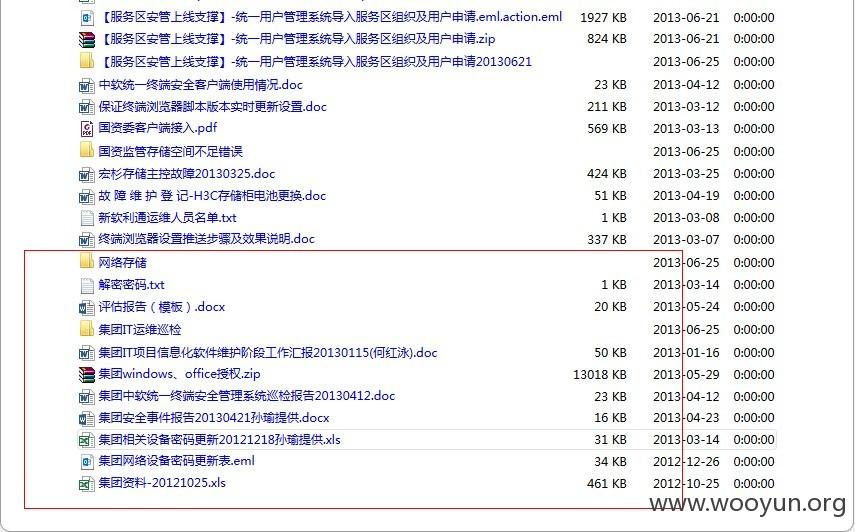 【服务区安管上线支撑】-统一用户管理系统导入服务区组织及用户申请.eml.action.eml 1927 KB 2013-06-21 0:00:00
【服务区安管上线支撑】-统一用户管理系统导入服务区组织及用户申请.zip 824 KB 2013-06-21 0:00:00
【服务区安管上线支撑】-统一用户管理系统导入服务区组织及用户申请20130621 2013-06-25 0:00:00
中软统一终端安全客户端使用情况.doc 23 KB 2013-04-12 0:00:00
保证终端浏览器脚本版本实时更新设置.doc 211 KB 2013-03-12 0:00:00
国资委客户端接入.pdf 569 KB 2013-03-13 0:00:00
国资监管存储空间不足错误 2013-06-25 0:00:00
宏杉存储主控故障20130325.doc 424 KB 2013-03-25 0:00:00
故 障 维 护 登 记-H3C存储柜电池更换.doc 51 KB 2013-04-19 0:00:00
新软利通运维人员名单.txt 1 KB 2013-03-08 0:00:00
终端浏览器设置推送步骤及效果说明.doc 337 KB 2013-03-07 0:00:00
网络存储 2013-06-25 0:00:00
解密密码.txt 1 KB 2013-03-14 0:00:00
评估报告（模板）.docx 20 KB 2013-05-24 0:00:00
集团IT运维巡检 2013-06-25 0:00:00
集团IT项目信息化软件维护阶段工作汇报20130115(何红泳).doc 50 KB 2013-01-16 0:00:00
集团windows、office授权.zip 13018 KB 2013-05-29 0:00:00
集团中软统一终端安全管理系统巡检报告20130412.doc 23 KB 2013-04-12 0:00:00
集团安全事件报告20130421孙瑜提供.docx 16 KB 2013-04-23 0:00:00
集团相关设备密码更新20121218孙瑜提供.xls 31 KB 2013-03-14 0:00:00
集团网络设备密码更新表.eml 34 KB 2012-12-26 0:00:00
集团资料-20121025.xls 461 KB 2012-10-25 0:00:00
www.wooyun.org